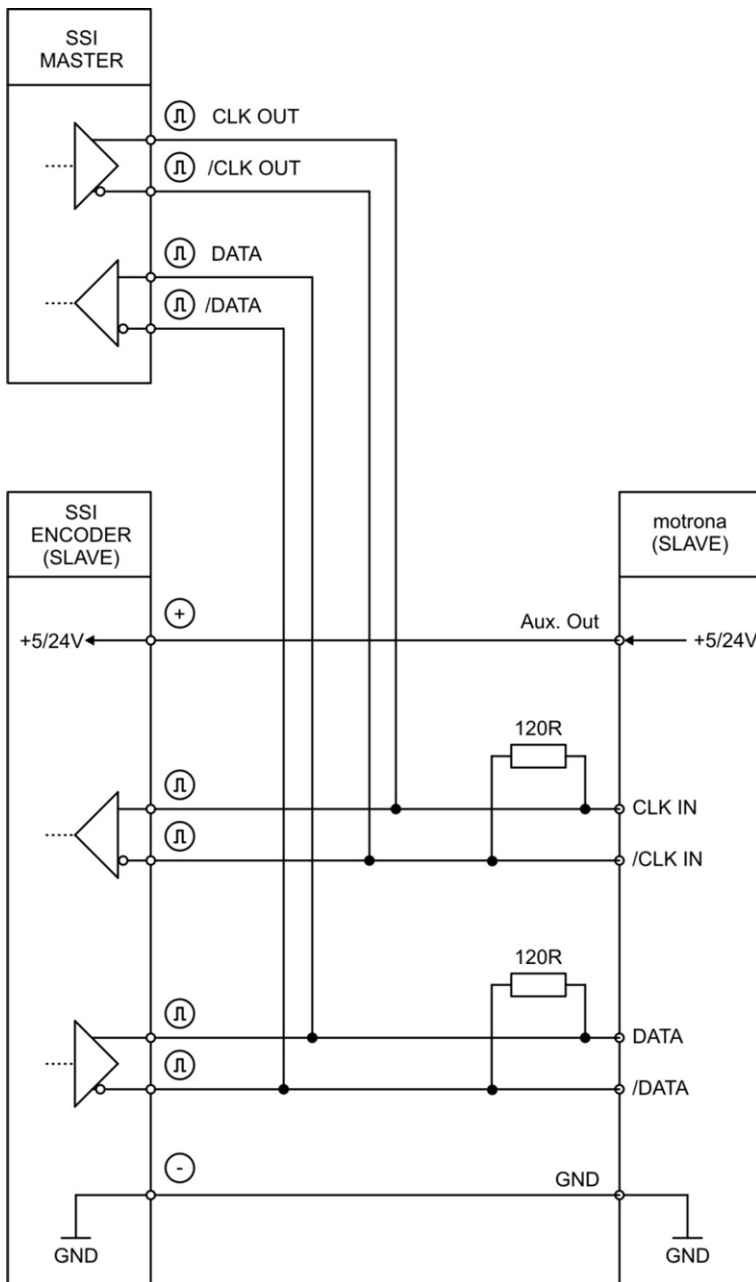 SSI
MASTER
CLK OUT
/CLK OUT
DATA
/DATA
SSI
ENCODER
(SLAVE)
motrona
(SLAVE)
+
Aux. Out
+5/24V
+5/24V
120R
CLK IN
/CLK IN
120R
DATA
/DATA
-
GND
GND
GND